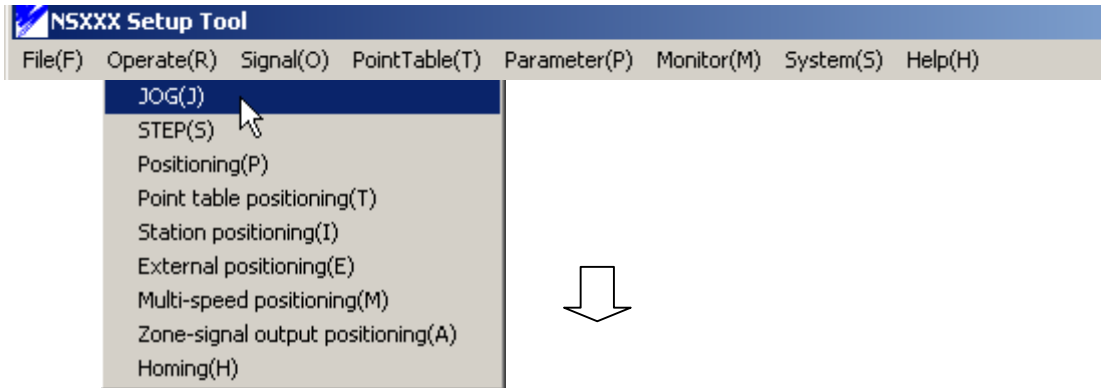 NSXXX Setup Tool
File(F) Operate(R) Signal(O) PointTable(T) Parameter(P) Monitor(M) System(S) Help(H)
JOG(J)
STEP(S)
Positioning(P)
Point table positioning(T)
Station positioning(I)
External positioning(E)
Multi-speed positioning(M)
Zone-signal output positioning(A)
Homing(H)